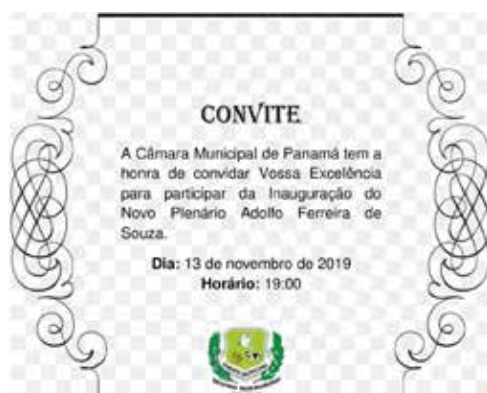 CONVITE
A Câmara Municipal de Panamá tem a
honra de convidar Vossa Excelência
para participar da Inauguração do
Novo Plenário Adolfo Ferreira de
Souza.
Dia: 13 de novembro de 2019
Horário: 19:00